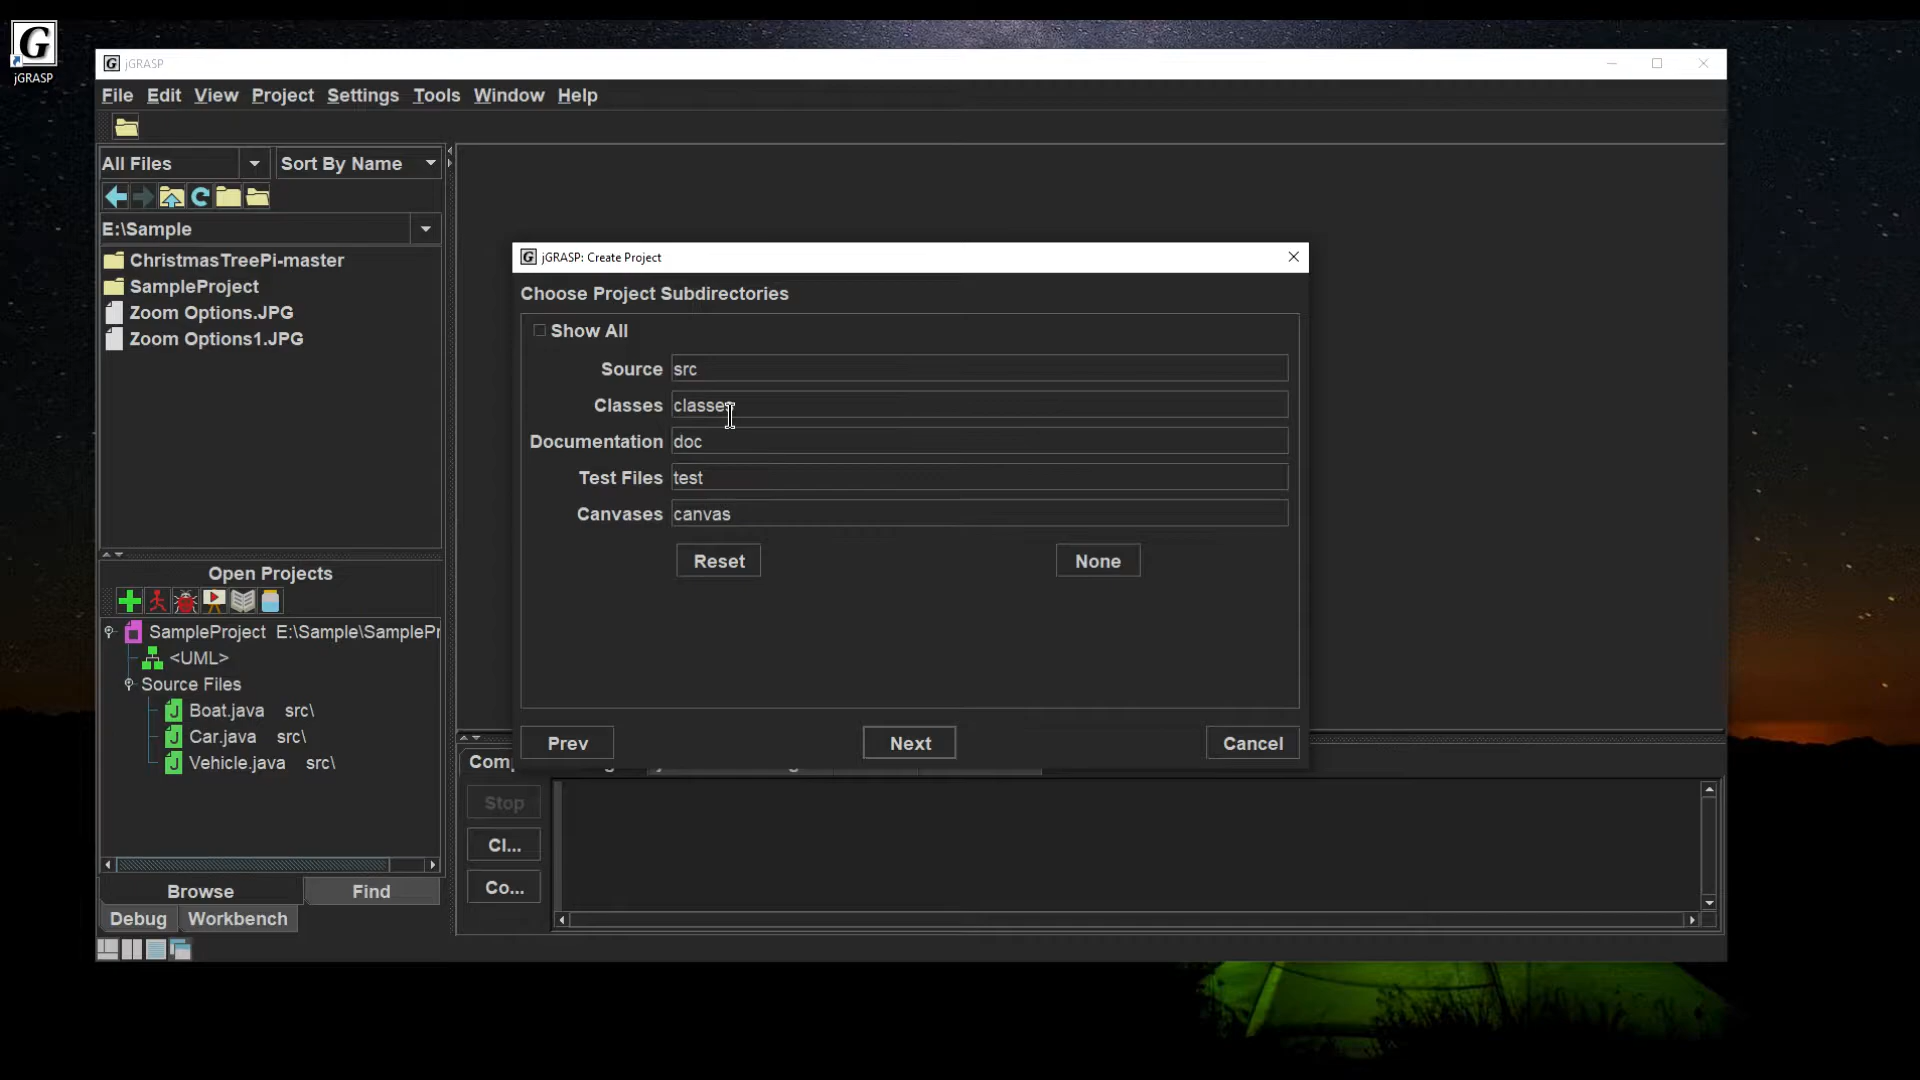 jGRASP
jGRASP
File Edit View Project Settings Tools Window Help
All Files Sort By Name
E:\Sample
ChristmasTreePi-master
SampleProject
Zoom Options.JPG
Zoom Options1.JPG
Open Projects
SampleProject E:\Sample\SamplePr
<UML>
Source Files
Boat.java src\
Car.java src\
Vehicle.java src\
Browse Find
Debug Workbench
jGRASP: Create Project
Choose Project Subdirectories
Show All
Source src
Classes classes
Documentation doc
Test Files test
Canvases canvas
Reset None
Prev Next Cancel
Comp
Stop
Cl...
Co...